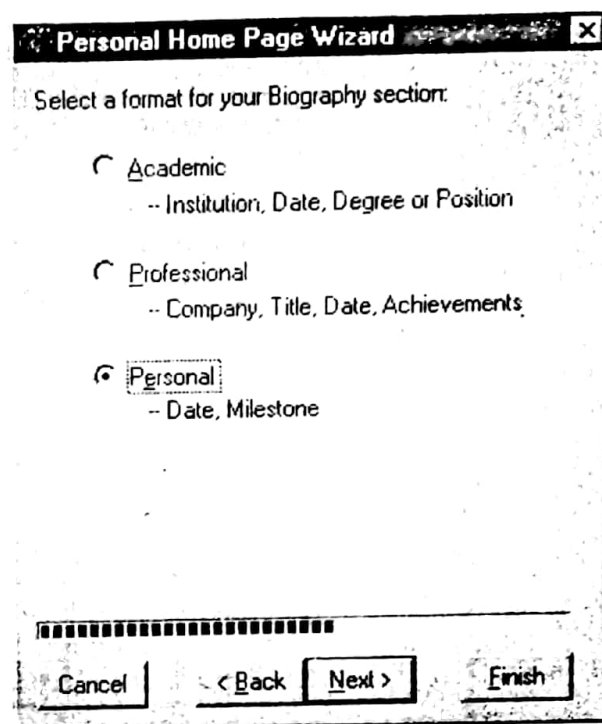 Personal Home Page Wizard
Select a format for your Biography section:
Academic
-- Institution, Date, Degree or Position
Professional
-- Company, Title, Date, Achievements
Personal
-- Date, Milestone
Cancel < Back Next > Finish